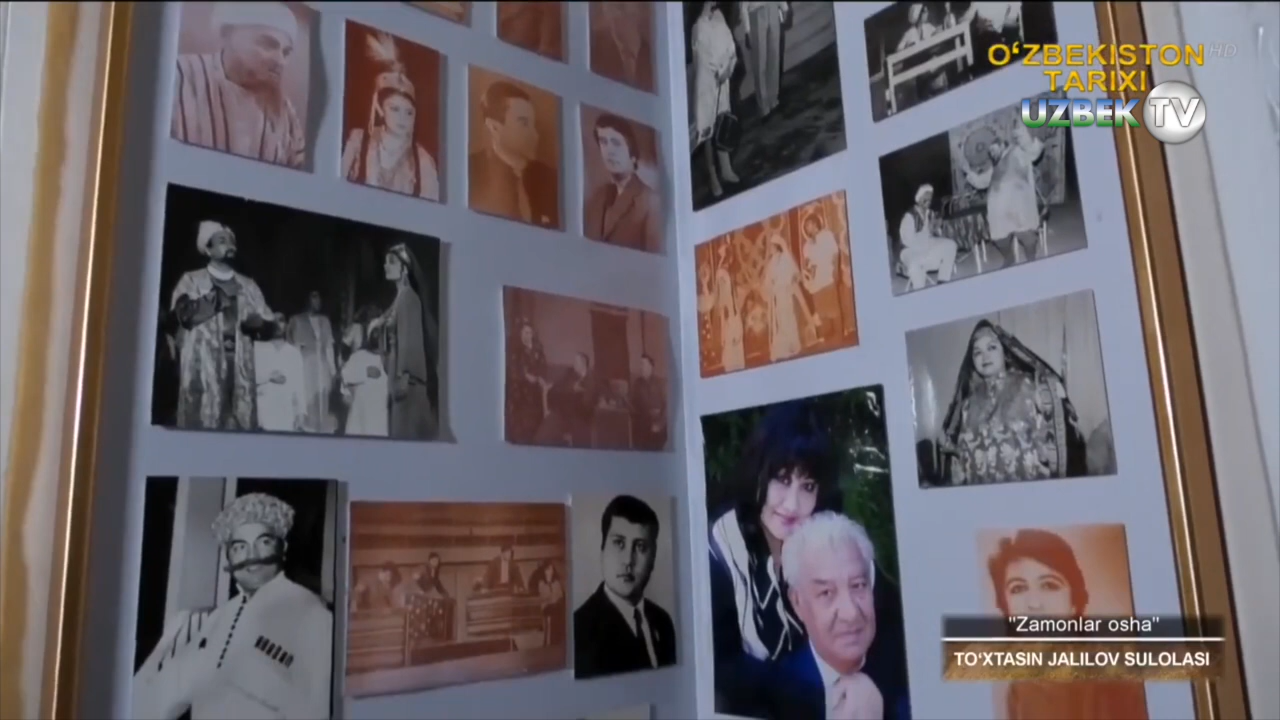 O‘ZBEKISTON HD
TARIXI
UZBEK TV
"Zamonlar osha"
TO‘XTASIN JALILOV SULOLASI